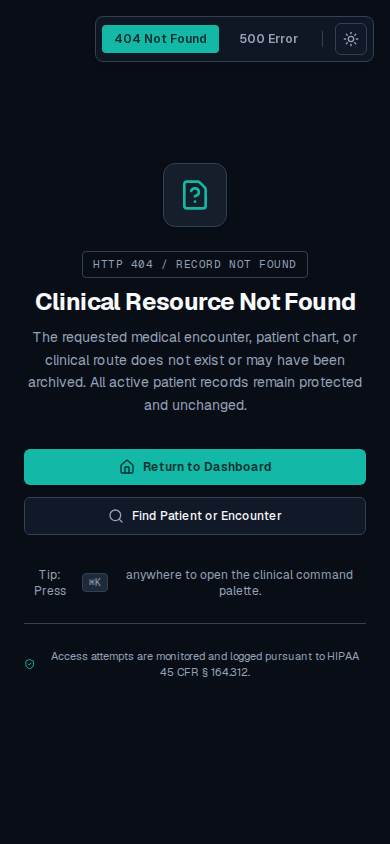 404 Not Found 500 Error
HTTP 404 / RECORD NOT FOUND
Clinical Resource Not Found
The requested medical encounter, patient chart, or
clinical route does not exist or may have been
archived. All active patient records remain protected
and unchanged.
Return to Dashboard
Find Patient or Encounter
Tip: Press ⌘K anywhere to open the clinical command
palette.
Access attempts are monitored and logged pursuant to HIPAA
45 CFR § 164.312.